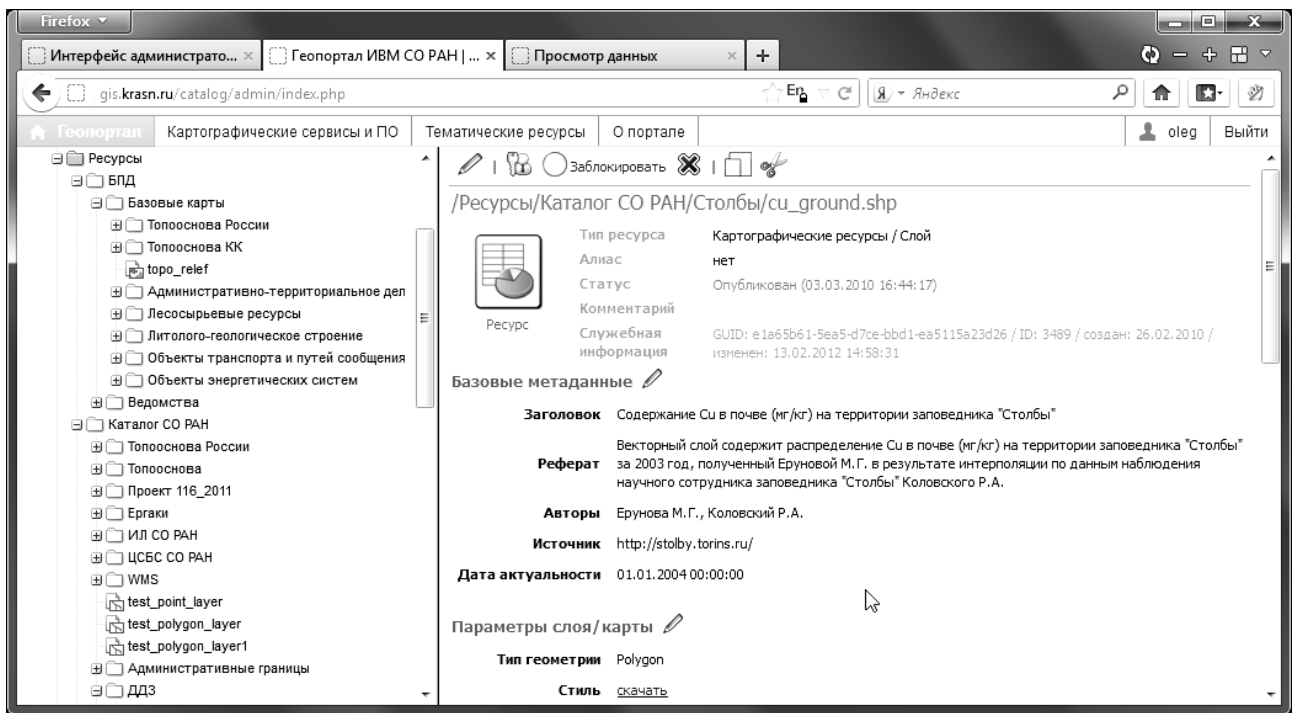 Firefox
Интерфейс администрато...
Геопортал ИВМ СО РАН | ...
Просмотр данных
gis.krasn.ru/catalog/admin/index.php
En
Я Яндекс
Геопортал
Картографические сервисы и ПО
Тематические ресурсы
О портале
oleg
Выйти
Ресурсы
БПД
Базовые карты
Топооснова России
Топооснова КК
topo_relef
Административно-территориальное дел
Лесосырьевые ресурсы
Литолого-геологическое строение
Объекты транспорта и путей сообщения
Объекты энергетических систем
Ведомства
Каталог СО РАН
Топооснова России
Топооснова
Проект 116_2011
Ергаки
ИЛ СО РАН
ЦСБС СО РАН
WMS
test_point_layer
test_polygon_layer
test_polygon_layer1
Административные границы
ДДЗ
Заблокировать
/Ресурсы/Каталог СО РАН/Столбы/cu_ground.shp
Ресурс
Тип ресурса Картографические ресурсы / Слой
Алиас нет
Статус Опубликован (03.03.2010 16:44:17)
Комментарий
Служебная информация GUID: e1a65b61-5ea5-d7ce-bbd1-ea5115a23d26 / ID: 3489 / создан: 26.02.2010 /
изменен: 13.02.2012 14:58:31
Базовые метаданные
Заголовок Содержание Cu в почве (мг/кг) на территории заповедника "Столбы"
Реферат Векторный слой содержит распределение Cu в почве (мг/кг) на территории заповедника "Столбы"
за 2003 год, полученный Еруновой М.Г. в результате интерполяции по данным наблюдения
научного сотрудника заповедника "Столбы" Коловского Р.А.
Авторы Ерунова М.Г., Коловский Р.А.
Источник http://stolby.torins.ru/
Дата актуальности 01.01.2004 00:00:00
Параметры слоя/карты
Тип геометрии Polygon
Стиль скачать